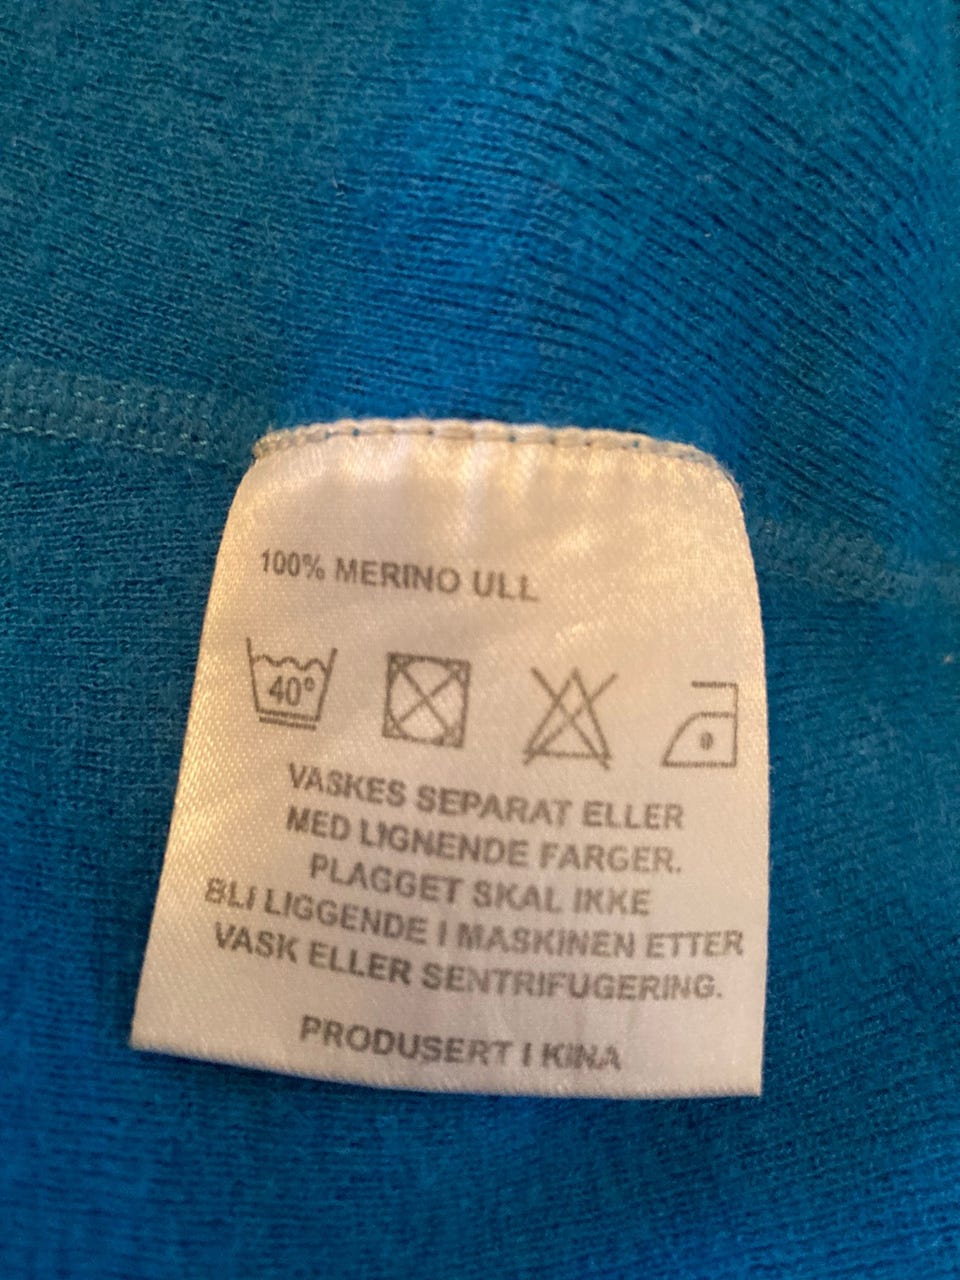 100% MERINO ULL
40°
VASKES SEPARAT ELLER
MED LIGNENDE FARGER.
PLAGGET SKAL IKKE
BLI LIGGENDE I MASKINEN ETTER
VASK ELLER SENTRIFUGERING.
PRODUSERT I KINA